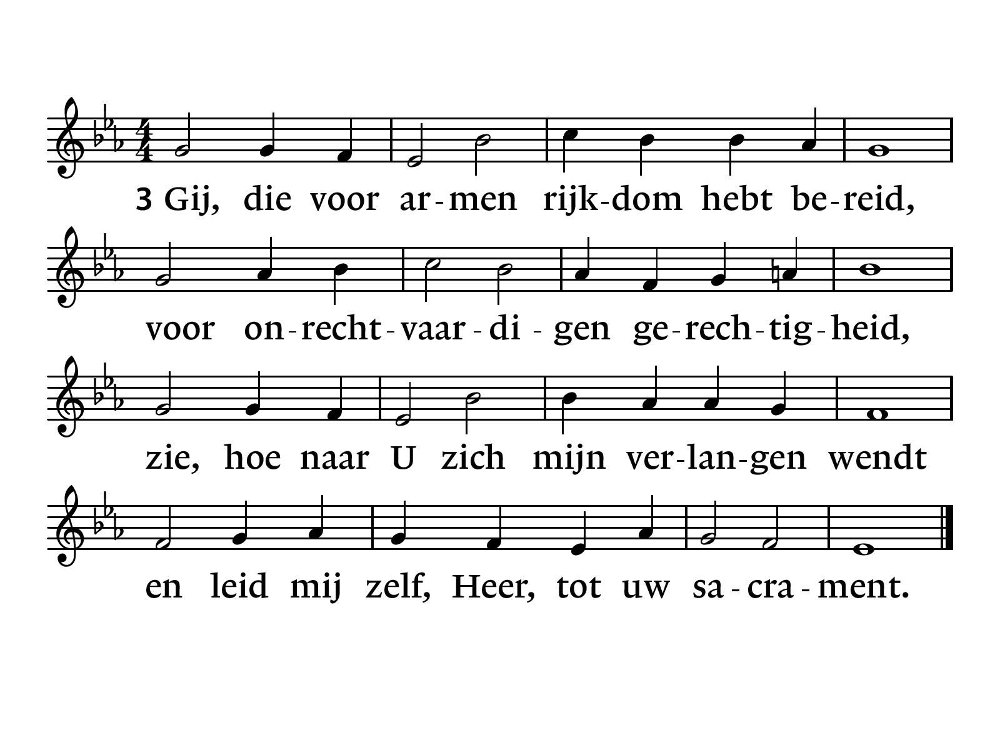 3 Gij, die voor ar-men rijk-dom hebt be-reid,
voor on-recht-vaar-di-gen ge-rech-tig-heid,
zie, hoe naar U zich mijn ver-lan-gen wendt
en leid mij zelf, Heer, tot uw sa-cra-ment.